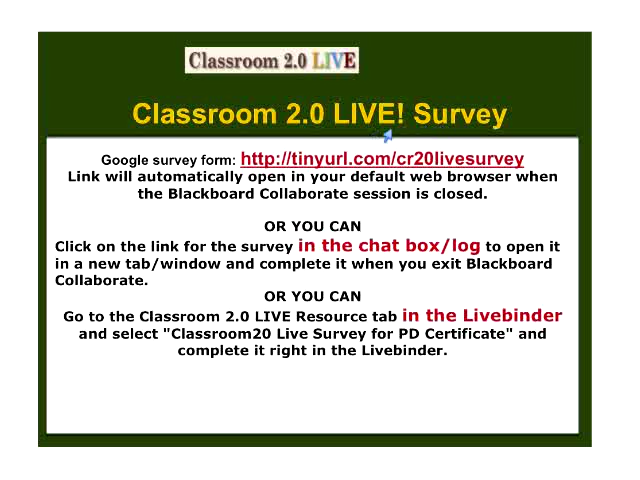 Classroom 2.0 LIVE
Classroom 2.0 LIVE! Survey
Google survey form: http://tinyurl.com/cr20livesurvey
Link will automatically open in your default web browser when
the Blackboard Collaborate session is closed.
OR YOU CAN
Click on the link for the survey in the chat box/log to open it
in a new tab/window and complete it when you exit Blackboard
Collaborate.
OR YOU CAN
Go to the Classroom 2.0 LIVE Resource tab in the Livebinder
and select "Classroom20 Live Survey for PD Certificate" and
complete it right in the Livebinder.